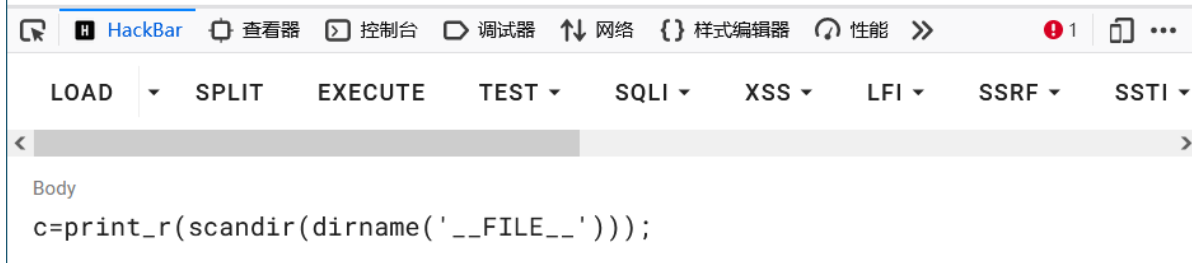 H HackBar 查看器 控制台 调试器 网络 {} 样式编辑器 性能 1
LOAD SPLIT EXECUTE TEST SQLI XSS LFI SSRF SSTI
Body
c=print_r(scandir(dirname('__FILE__')));